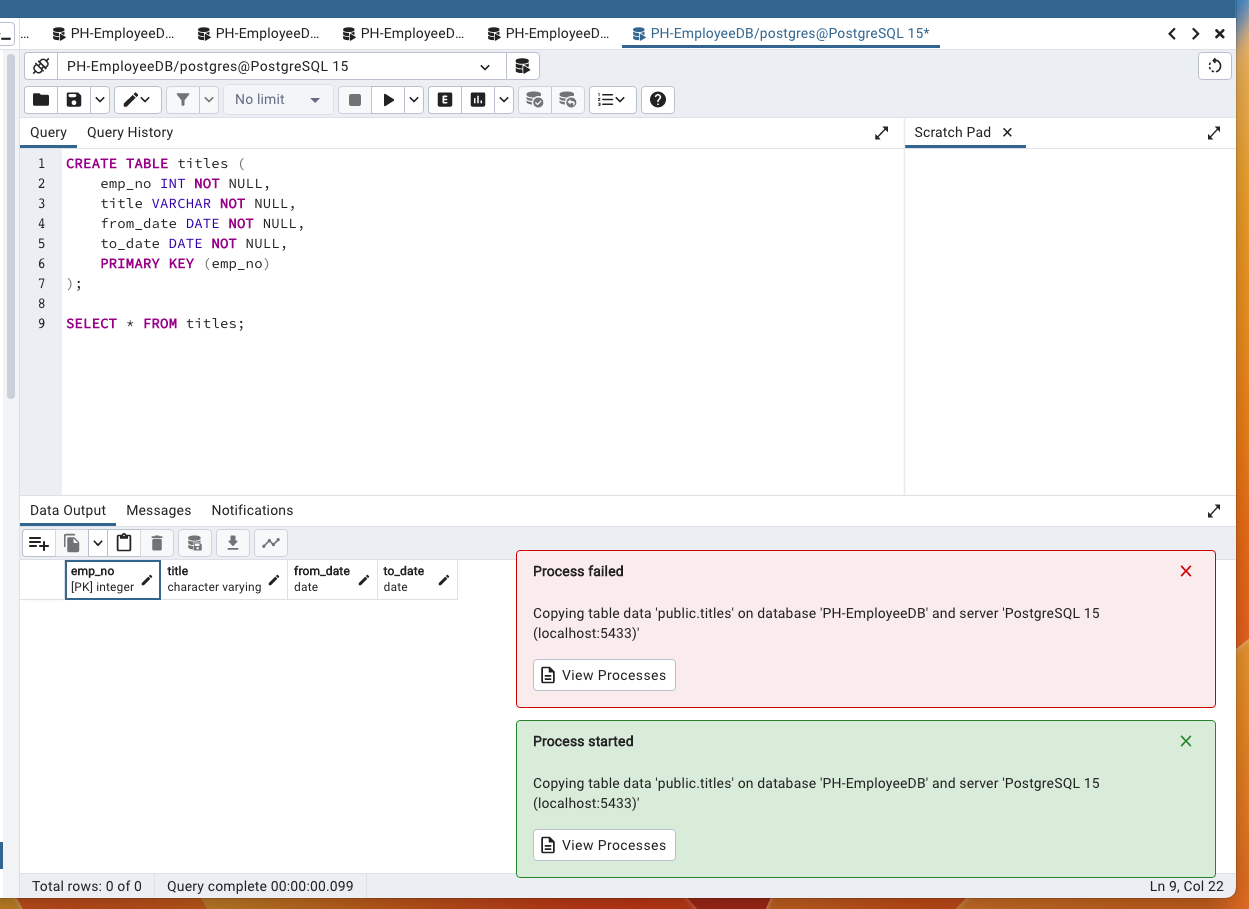 ... PH-EmployeeD... PH-EmployeeD... PH-EmployeeD... PH-EmployeeD... PH-EmployeeDB/postgres@PostgreSQL 15*
PH-EmployeeDB/postgres@PostgreSQL 15
No limit E
Query Query History Scratch Pad
1 CREATE TABLE titles (
2 emp_no INT NOT NULL,
3 title VARCHAR NOT NULL,
4 from_date DATE NOT NULL,
5 to_date DATE NOT NULL,
6 PRIMARY KEY (emp_no)
7 );
8
9 SELECT * FROM titles;
Data Output Messages Notifications
emp_no title from_date to_date
[PK] integer character varying date date
Process failed
Copying table data 'public.titles' on database 'PH-EmployeeDB' and server 'PostgreSQL 15
(localhost:5433)'
View Processes
Process started
Copying table data 'public.titles' on database 'PH-EmployeeDB' and server 'PostgreSQL 15
(localhost:5433)'
View Processes
Total rows: 0 of 0 Query complete 00:00:00.099 Ln 9, Col 22